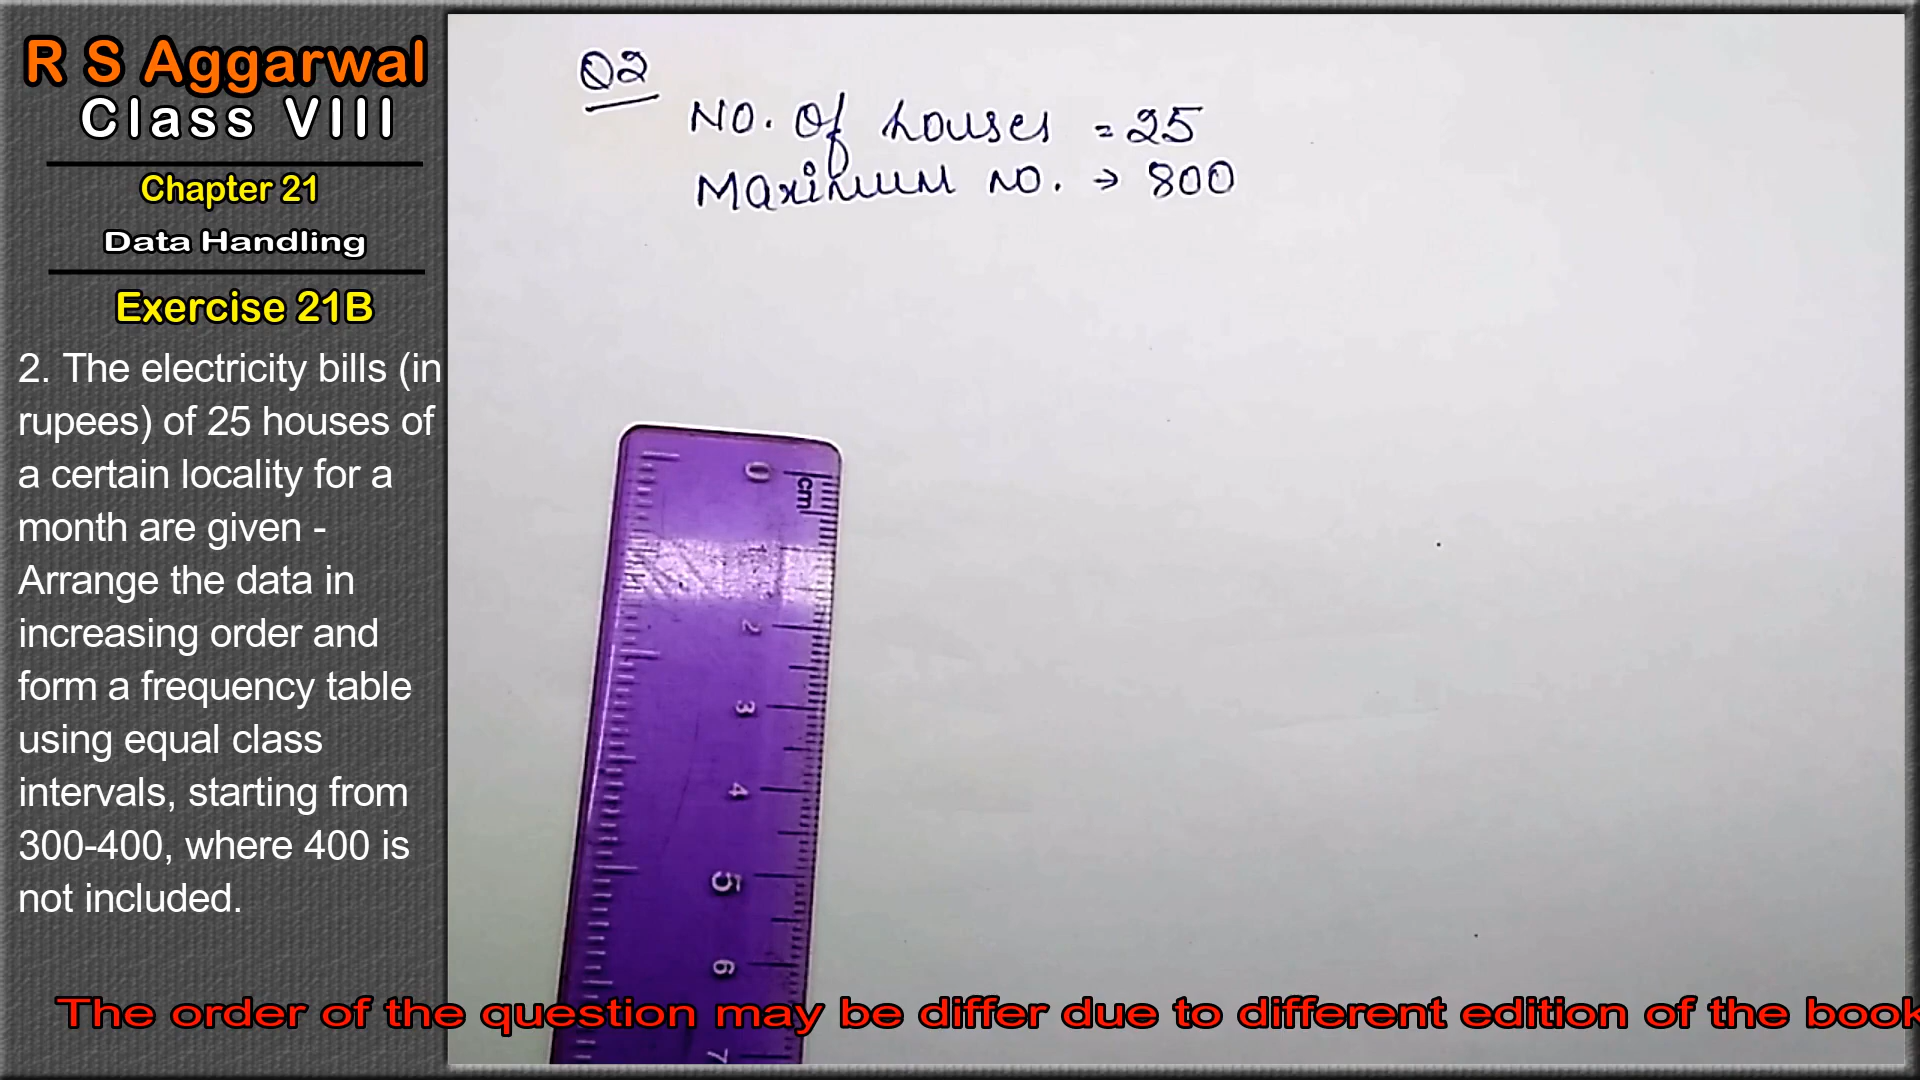 R S Aggarwal
Class VIII
Chapter 21
Data Handling
Exercise 21B
2. The electricity bills (in
rupees) of 25 houses of
a certain locality for a
month are given -
Arrange the data in
increasing order and
form a frequency table
using equal class
intervals, starting from
300-400, where 400 is
not included.
Q2
No. of houses = 25
Maximum no. → 800
0
cm
2
3
4
5
6
7
The order of the question may be differ due to different edition of the book